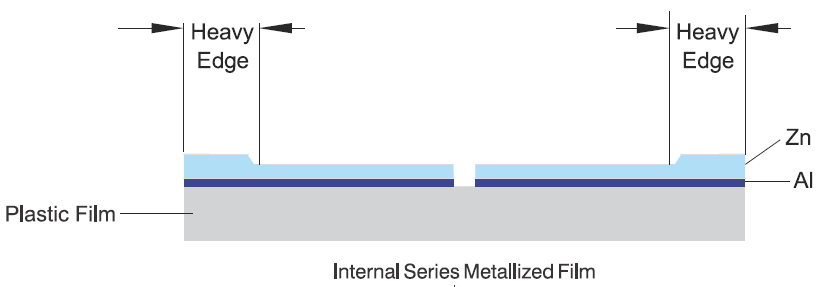 Heavy
Edge
Heavy
Edge
Zn
Al
Plastic Film
Internal Series Metallized Film